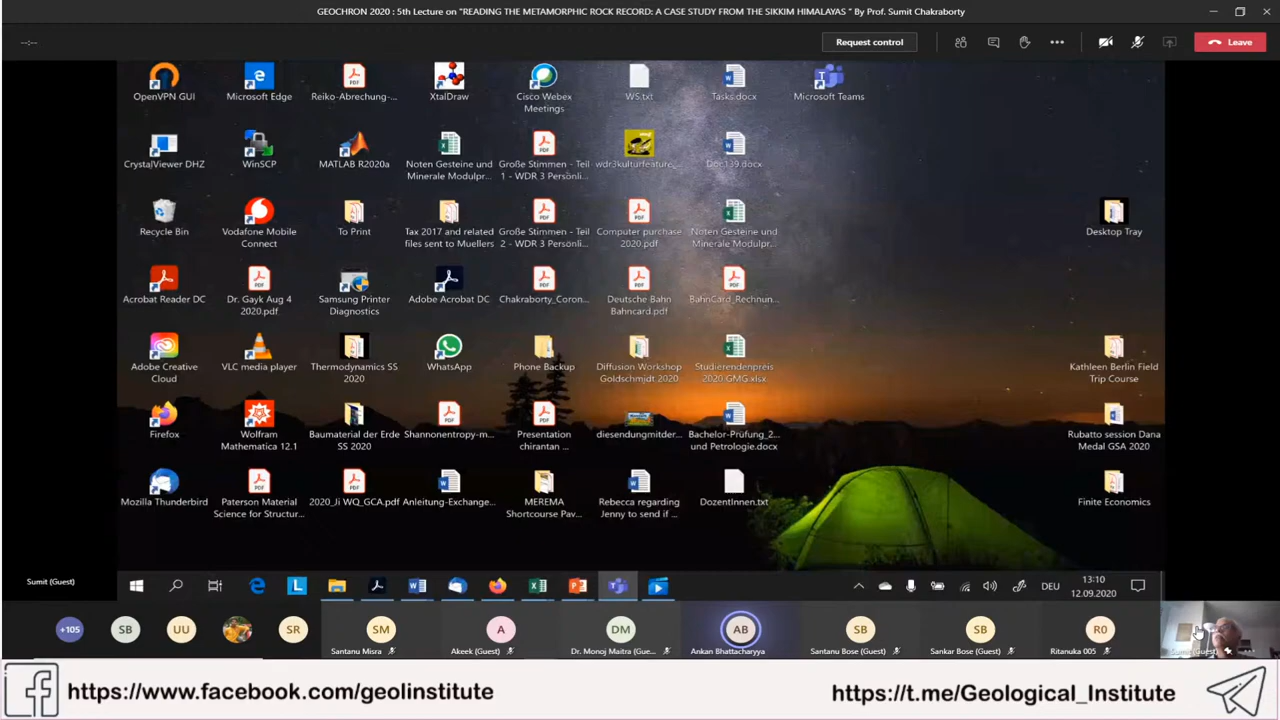 GEOCHRON 2020 : 5th Lecture on "READING THE METAMORPHIC ROCK RECORD: A CASE STUDY FROM THE SIKKIM HIMALAYAS " By Prof. Sumit Chakraborty
--:--
Request control
Leave
OpenVPN GUI
Microsoft Edge
Reiko-Abrechung-...
XtalDraw
Cisco Webex
Meetings
WS.txt
Tasks.docx
Microsoft Teams
CrystalViewer DHZ
WinSCP
MATLAB R2020a
Noten Gesteine und
Minerale Modulpr...
Große Stimmen - Teil
1 - WDR 3 Persönli...
wdr3kulturfeature_...
Doc139.docx
Recycle Bin
Vodafone Mobile
Connect
To Print
Tax 2017 and related
files sent to Muellers
Große Stimmen - Teil
2 - WDR 3 Persönli...
Computer purchase
2020.pdf
Noten Gesteine und
Minerale Modulpr...
Desktop Tray
Acrobat Reader DC
Dr. Gayk Aug 4
2020.pdf
Samsung Printer
Diagnostics
Adobe Acrobat DC
Chakraborty_Coron...
Deutsche Bahn
Bahncard.pdf
BahnCard_Rechnun...
Adobe Creative
Cloud
VLC media player
Thermodynamics SS
2020
WhatsApp
Phone Backup
Diffusion Workshop
Goldschmidt 2020
Studierendenpreis
2020 GMG.xlsx
Kathleen Berlin Field
Trip Course
Firefox
Wolfram
Mathematica 12.1
Baumaterial der Erde
SS 2020
Shannonentropy-m...
Presentation
chirantan ...
diesendungmitder...
Bachelor-Prüfung_2...
und Petrologie.docx
Rubatto session Dana
Medal GSA 2020
Mozilla Thunderbird
Paterson Material
Science for Structur...
2020_Ji WQ_GCA.pdf
Anleitung-Exchange...
MEREMA
Shortcourse Pav...
Rebecca regarding
Jenny to send if ...
DozentInnen.txt
Finite Economics
Sumit (Guest)
L
DEU
13:10
12.09.2020
+105
SB
UU
SR
SM
Santanu Misra
A
Akeek (Guest)
DM
Dr. Monoj Maitra (Gue...
AB
Ankan Bhattacharyya
SB
Santanu Bose (Guest)
SB
Sankar Bose (Guest)
R0
Ritanuka 005
Sumit (Guest)
https://www.facebook.com/geolinstitute
https://t.me/Geological_Institute